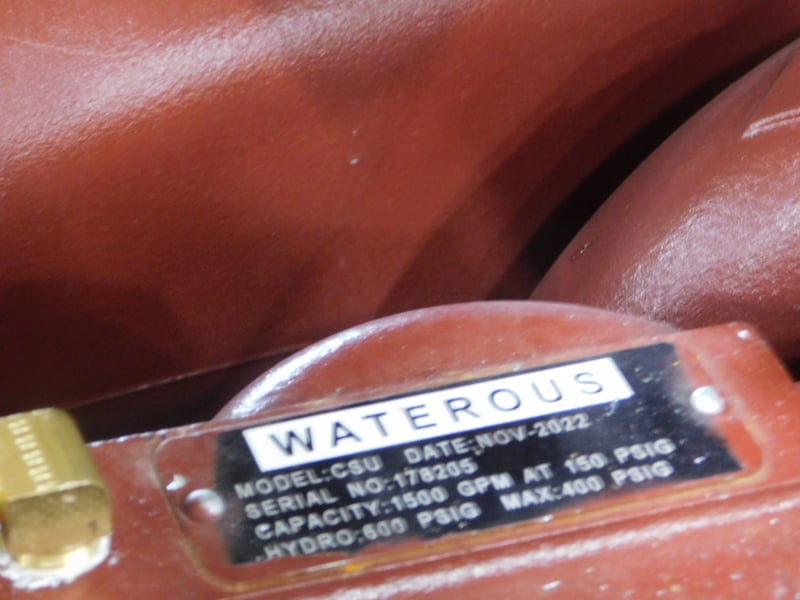 WATEROUS
MODEL:CSU DATE:NOV-2022
SERIAL NO:178205
CAPACITY:1500 GPM AT 150 PSIG
HYDRO:600 PSIG MAX:400 PSIG